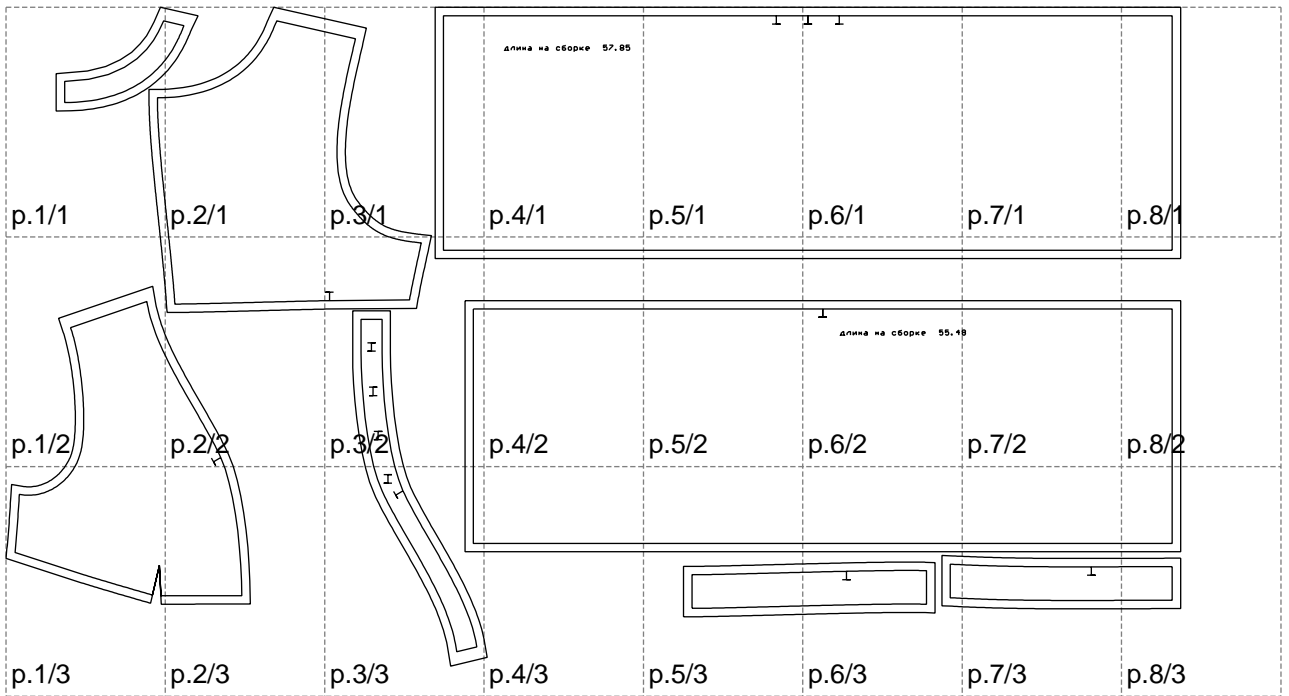 длина на сборке 57.85
p.1/1 p.2/1 p.3/1 p.4/1 p.5/1 p.6/1 p.7/1 p.8/1
длина на сборке 55.48
p.1/2 p.2/2 p.3/2 p.4/2 p.5/2 p.6/2 p.7/2 p.8/2
p.1/3 p.2/3 p.3/3 p.4/3 p.5/3 p.6/3 p.7/3 p.8/3